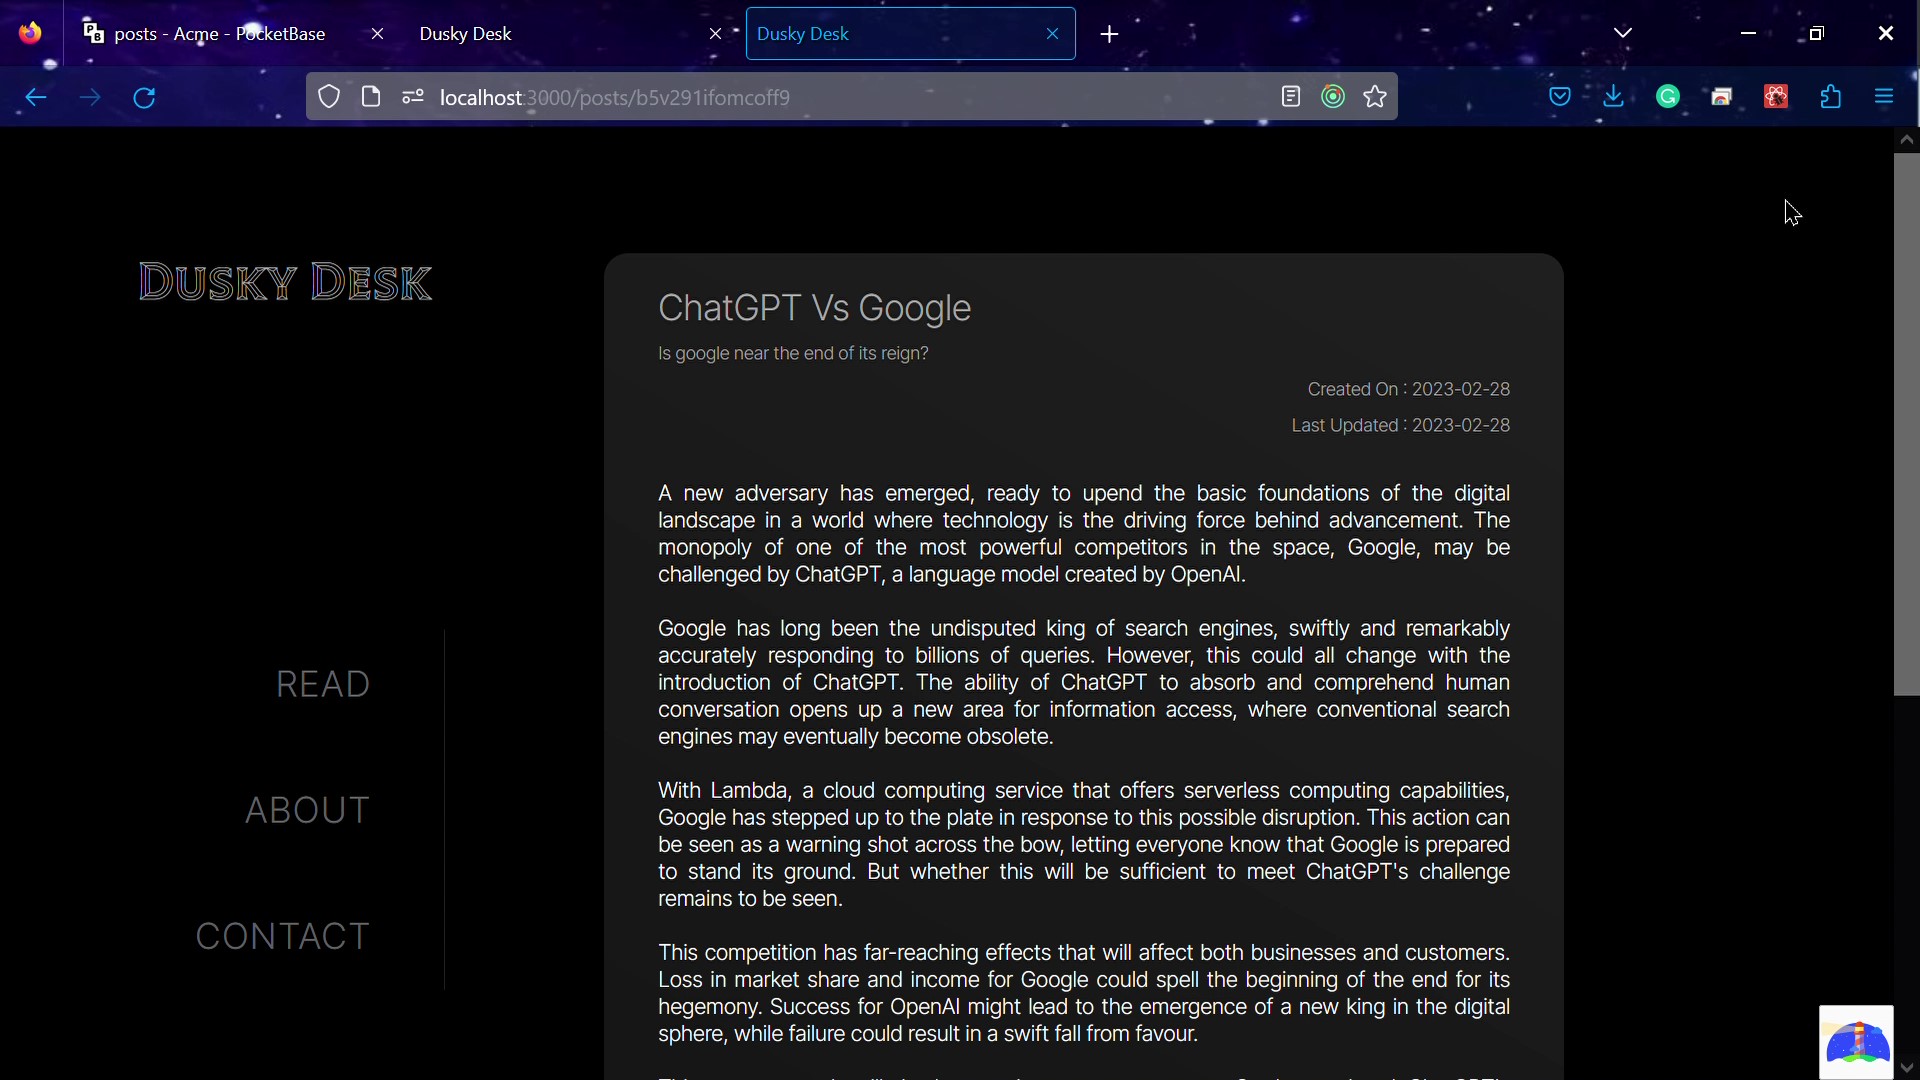 posts - Acme - PocketBase
Dusky Desk
Dusky Desk
localhost:3000/posts/b5v291ifomcoff9
Dusky Desk
ChatGPT Vs Google
Is google near the end of its reign?
Created On : 2023-02-28
Last Updated : 2023-02-28
A new adversary has emerged, ready to upend the basic foundations of the digital
landscape in a world where technology is the driving force behind advancement. The
monopoly of one of the most powerful competitors in the space, Google, may be
challenged by ChatGPT, a language model created by OpenAI.
Google has long been the undisputed king of search engines, swiftly and remarkably
accurately responding to billions of queries. However, this could all change with the
introduction of ChatGPT. The ability of ChatGPT to absorb and comprehend human
conversation opens up a new area for information access, where conventional search
engines may eventually become obsolete.
With Lambda, a cloud computing service that offers serverless computing capabilities,
Google has stepped up to the plate in response to this possible disruption. This action can
be seen as a warning shot across the bow, letting everyone know that Google is prepared
to stand its ground. But whether this will be sufficient to meet ChatGPT's challenge
remains to be seen.
This competition has far-reaching effects that will affect both businesses and customers.
Loss in market share and income for Google could spell the beginning of the end for its
hegemony. Success for OpenAI might lead to the emergence of a new king in the digital
sphere, while failure could result in a swift fall from favour.
READ
ABOUT
CONTACT